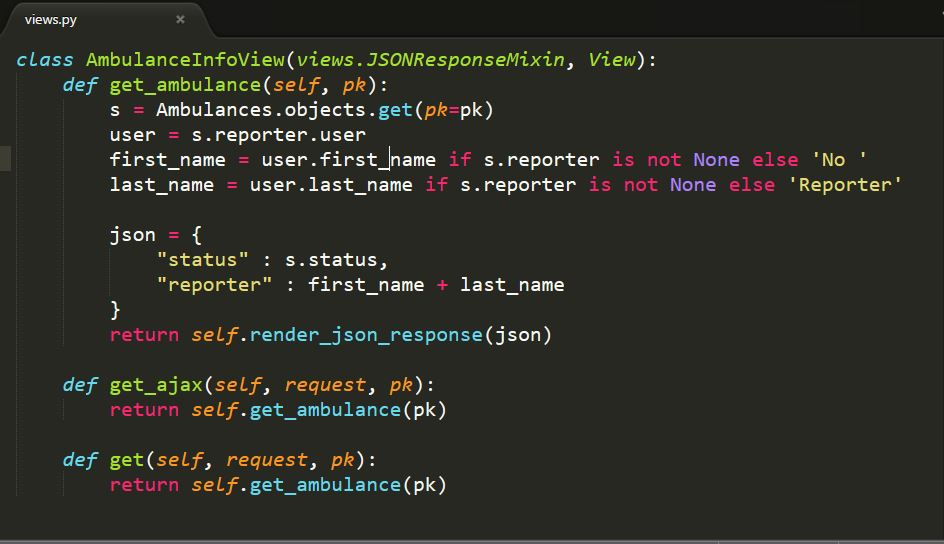 views.py ×
class AmbulanceInfoView(views.JSONResponseMixin, View):
    def get_ambulance(self, pk):
        s = Ambulances.objects.get(pk=pk)
        user = s.reporter.user
        first_name = user.first_name if s.reporter is not None else 'No '
        last_name = user.last_name if s.reporter is not None else 'Reporter'

        json = {
            "status" : s.status,
            "reporter" : first_name + last_name
        }
        return self.render_json_response(json)

    def get_ajax(self, request, pk):
        return self.get_ambulance(pk)

    def get(self, request, pk):
        return self.get_ambulance(pk)